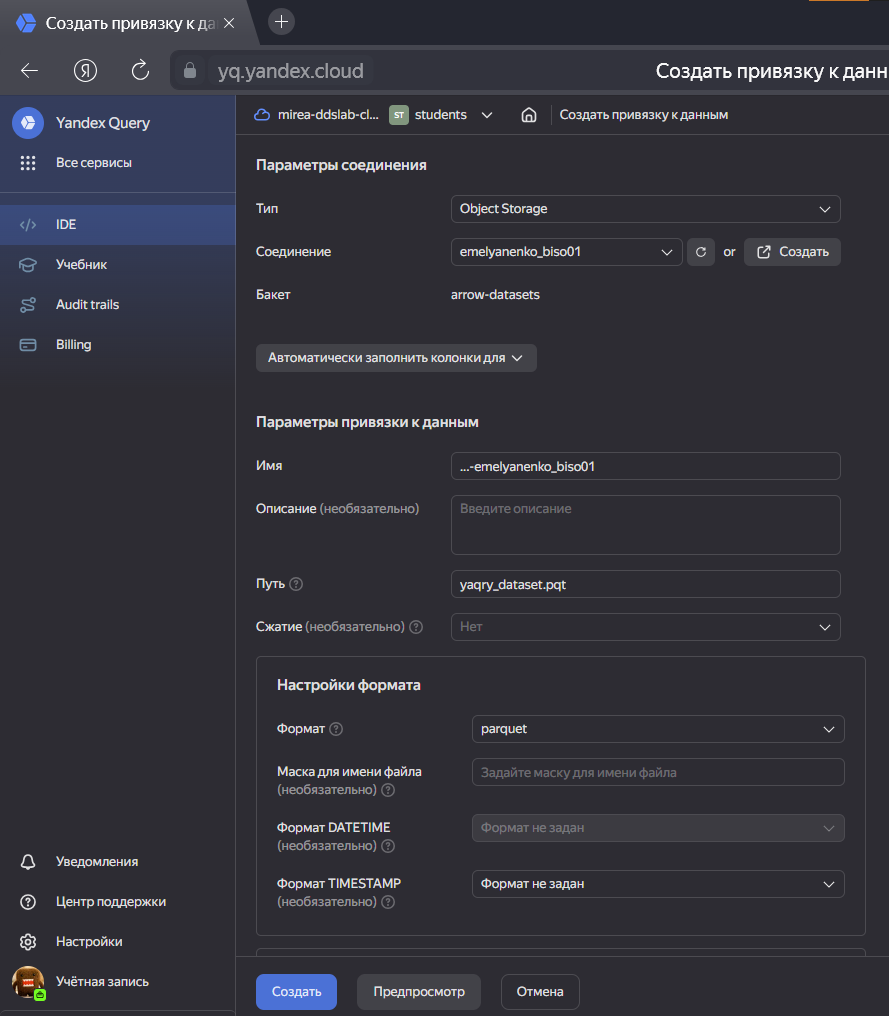 Создать привязку к да
yq.yandex.cloud
Создать привязку к данн
Yandex Query
Все сервисы
IDE
Учебник
Audit trails
Billing
Уведомления
Центр поддержки
Настройки
Учётная запись
mirea-ddslab-cl... ST students Создать привязку к данным
Параметры соединения
Тип Object Storage
Соединение emelyanenko_biso01 or Создать
Бакет arrow-datasets
Автоматически заполнить колонки для
Параметры привязки к данным
Имя ...-emelyanenko_biso01
Описание (необязательно) Введите описание
Путь ? yaqry_dataset.pqt
Сжатие (необязательно) ? Нет
Настройки формата
Формат ? parquet
Маска для имени файла Задайте маску для имени файла
(необязательно) ?
Формат DATETIME Формат не задан
(необязательно) ?
Формат TIMESTAMP Формат не задан
(необязательно) ?
Создать Предпросмотр Отмена